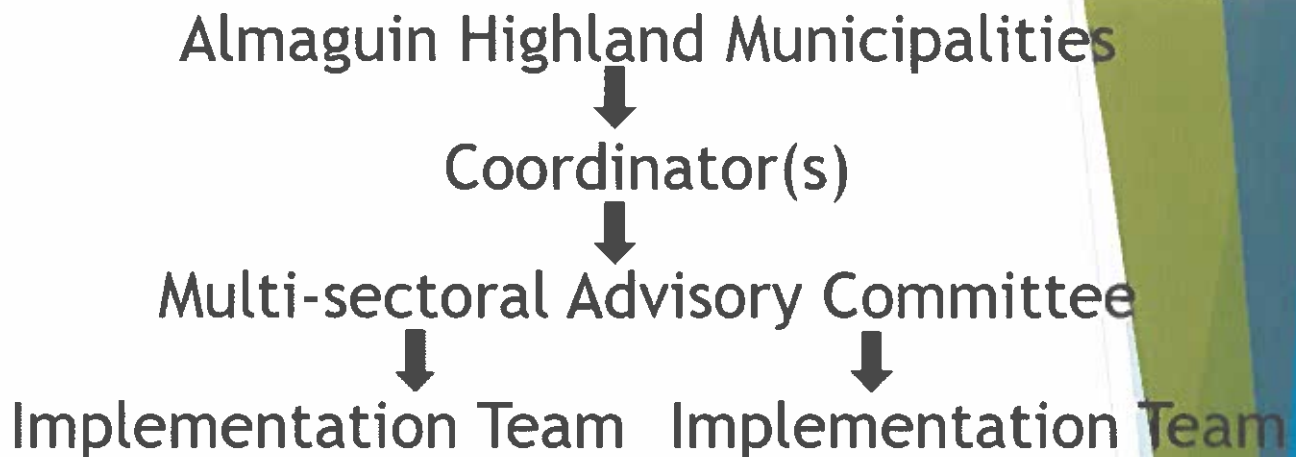 Almaguin Highland Municipalities
Coordinator(s)
Multi-sectoral Advisory Committee
Implementation Team Implementation Team